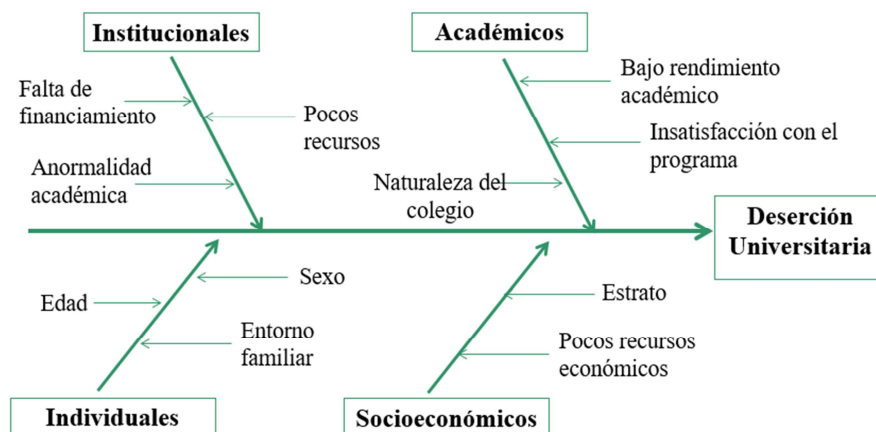 Institucionales
Académicos
Falta de
financiamiento
Pocos
recursos
Anormalidad
académica
Bajo rendimiento
académico
Insatisfacción con el
programa
Naturaleza del
colegio
Deserción
Universitaria
Sexo
Edad
Entorno
familiar
Estrato
Pocos recursos
económicos
Individuales
Socioeconómicos